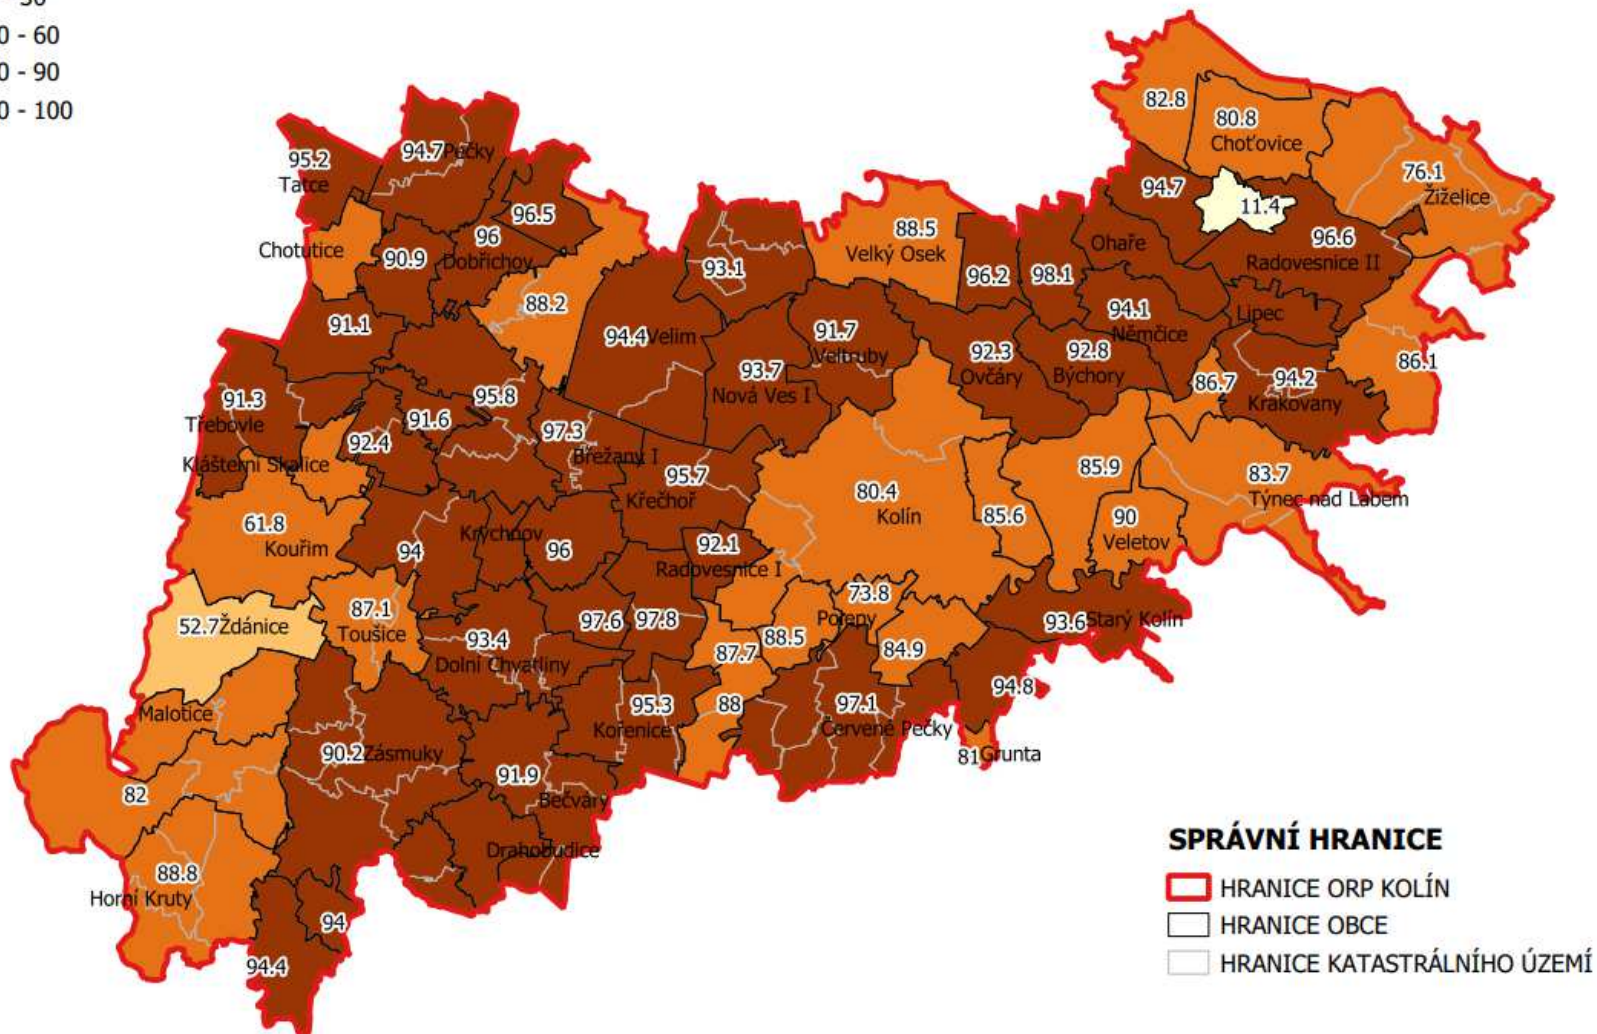 0 - 60
0 - 90
0 - 100
82.8
80.8
Choťovice
94.7 Pečky
95.2
Tatce
76.1
Žiželice
94.7
11.4
96.5
96
Dobřichov
Chotutice
90.9
88.5
Velký Osek
Ohaře
96.6
Radovesnice II
93.1
96.2
98.1
88.2
94.1
Němčice
Lipec
91.1
94.4 Velim
91.7
Veltruby
92.3
Ovčáry
92.8
Býchory
93.7
Nová Ves I
86.7
94.2
Krakovany
86.1
91.3
Třebovle
95.8
91.6
92.4
97.3
Břežany I
Klášterní Skalice
95.7
Křečhoř
85.9
83.7
Týnec nad Labem
80.4
Kolín
85.6
90
Veletov
61.8
Kouřim
94
Krychnov
96
92.1
Radovesnice I
52.7 Ždánice
87.1
Toušice
93.4
Dolní Chvatliny
97.6
97.8
73.8
Polepy
93.6 Starý Kolín
87.7
88.5
84.9
94.8
Malotice
95.3
Kořenice
88
97.1
Červené Pečky
90.2 Zásmuky
81 Grunta
91.9
Bečváry
82
Drahobudice
88.8
Horní Kruty
94
94.4
SPRÁVNÍ HRANICE
HRANICE ORP KOLÍN
HRANICE OBCE
HRANICE KATASTRÁLNÍHO ÚZEMÍ